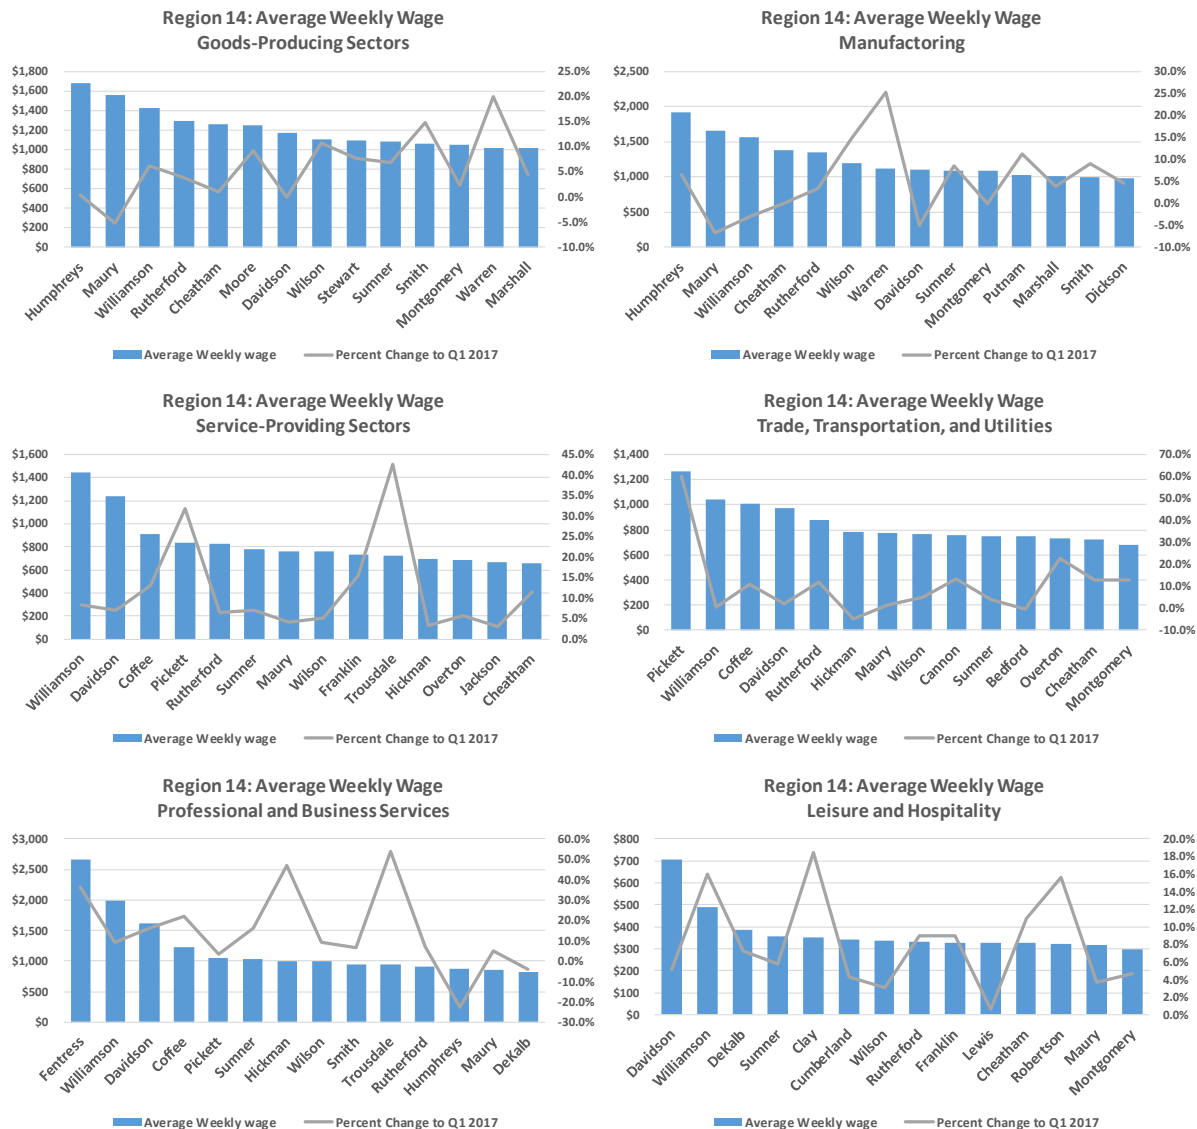 Region 14: Average Weekly Wage
Goods-Producing Sectors
$1,800
$1,600
$1,400
$1,200
$1,000
$800
$600
$400
$200
$0
25.0%
20.0%
15.0%
10.0%
5.0%
0.0%
-5.0%
-10.0%
Humphreys
Maury
Williamson
Rutherford
Cheatham
Moore
Davidson
Wilson
Stewart
Sumner
Smith
Montgomery
Warren
Marshall
Average Weekly wage
Percent Change to Q1 2017
Region 14: Average Weekly Wage
Manufactoring
$2,500
$2,000
$1,500
$1,000
$500
$0
30.0%
25.0%
20.0%
15.0%
10.0%
5.0%
0.0%
-5.0%
-10.0%
Humphreys
Maury
Williamson
Cheatham
Rutherford
Wilson
Warren
Davidson
Sumner
Montgomery
Putnam
Marshall
Smith
Dickson
Average Weekly wage
Percent Change to Q1 2017
Region 14: Average Weekly Wage
Service-Providing Sectors
$1,600
$1,400
$1,200
$1,000
$800
$600
$400
$200
$0
45.0%
40.0%
35.0%
30.0%
25.0%
20.0%
15.0%
10.0%
5.0%
0.0%
Williamson
Davidson
Coffee
Pickett
Rutherford
Sumner
Maury
Wilson
Franklin
Trousdale
Hickman
Overton
Jackson
Cheatham
Average Weekly wage
Percent Change to Q1 2017
Region 14: Average Weekly Wage
Trade, Transportation, and Utilities
$1,400
$1,200
$1,000
$800
$600
$400
$200
$0
70.0%
60.0%
50.0%
40.0%
30.0%
20.0%
10.0%
0.0%
-10.0%
Pickett
Williamson
Coffee
Davidson
Rutherford
Hickman
Maury
Wilson
Cannon
Sumner
Bedford
Overton
Cheatham
Montgomery
Average Weekly wage
Percent Change to Q1 2017
Region 14: Average Weekly Wage
Professional and Business Services
$3,000
$2,500
$2,000
$1,500
$1,000
$500
$0
60.0%
50.0%
40.0%
30.0%
20.0%
10.0%
0.0%
-10.0%
-20.0%
-30.0%
Fentress
Williamson
Davidson
Coffee
Pickett
Sumner
Hickman
Wilson
Smith
Trousdale
Rutherford
Humphreys
Maury
DeKalb
Average Weekly wage
Percent Change to Q1 2017
Region 14: Average Weekly Wage
Leisure and Hospitality
$800
$700
$600
$500
$400
$300
$200
$100
$0
20.0%
18.0%
16.0%
14.0%
12.0%
10.0%
8.0%
6.0%
4.0%
2.0%
0.0%
Davidson
Williamson
DeKalb
Sumner
Clay
Cumberland
Wilson
Rutherford
Franklin
Lewis
Cheatham
Robertson
Maury
Montgomery
Average Weekly wage
Percent Change to Q1 2017